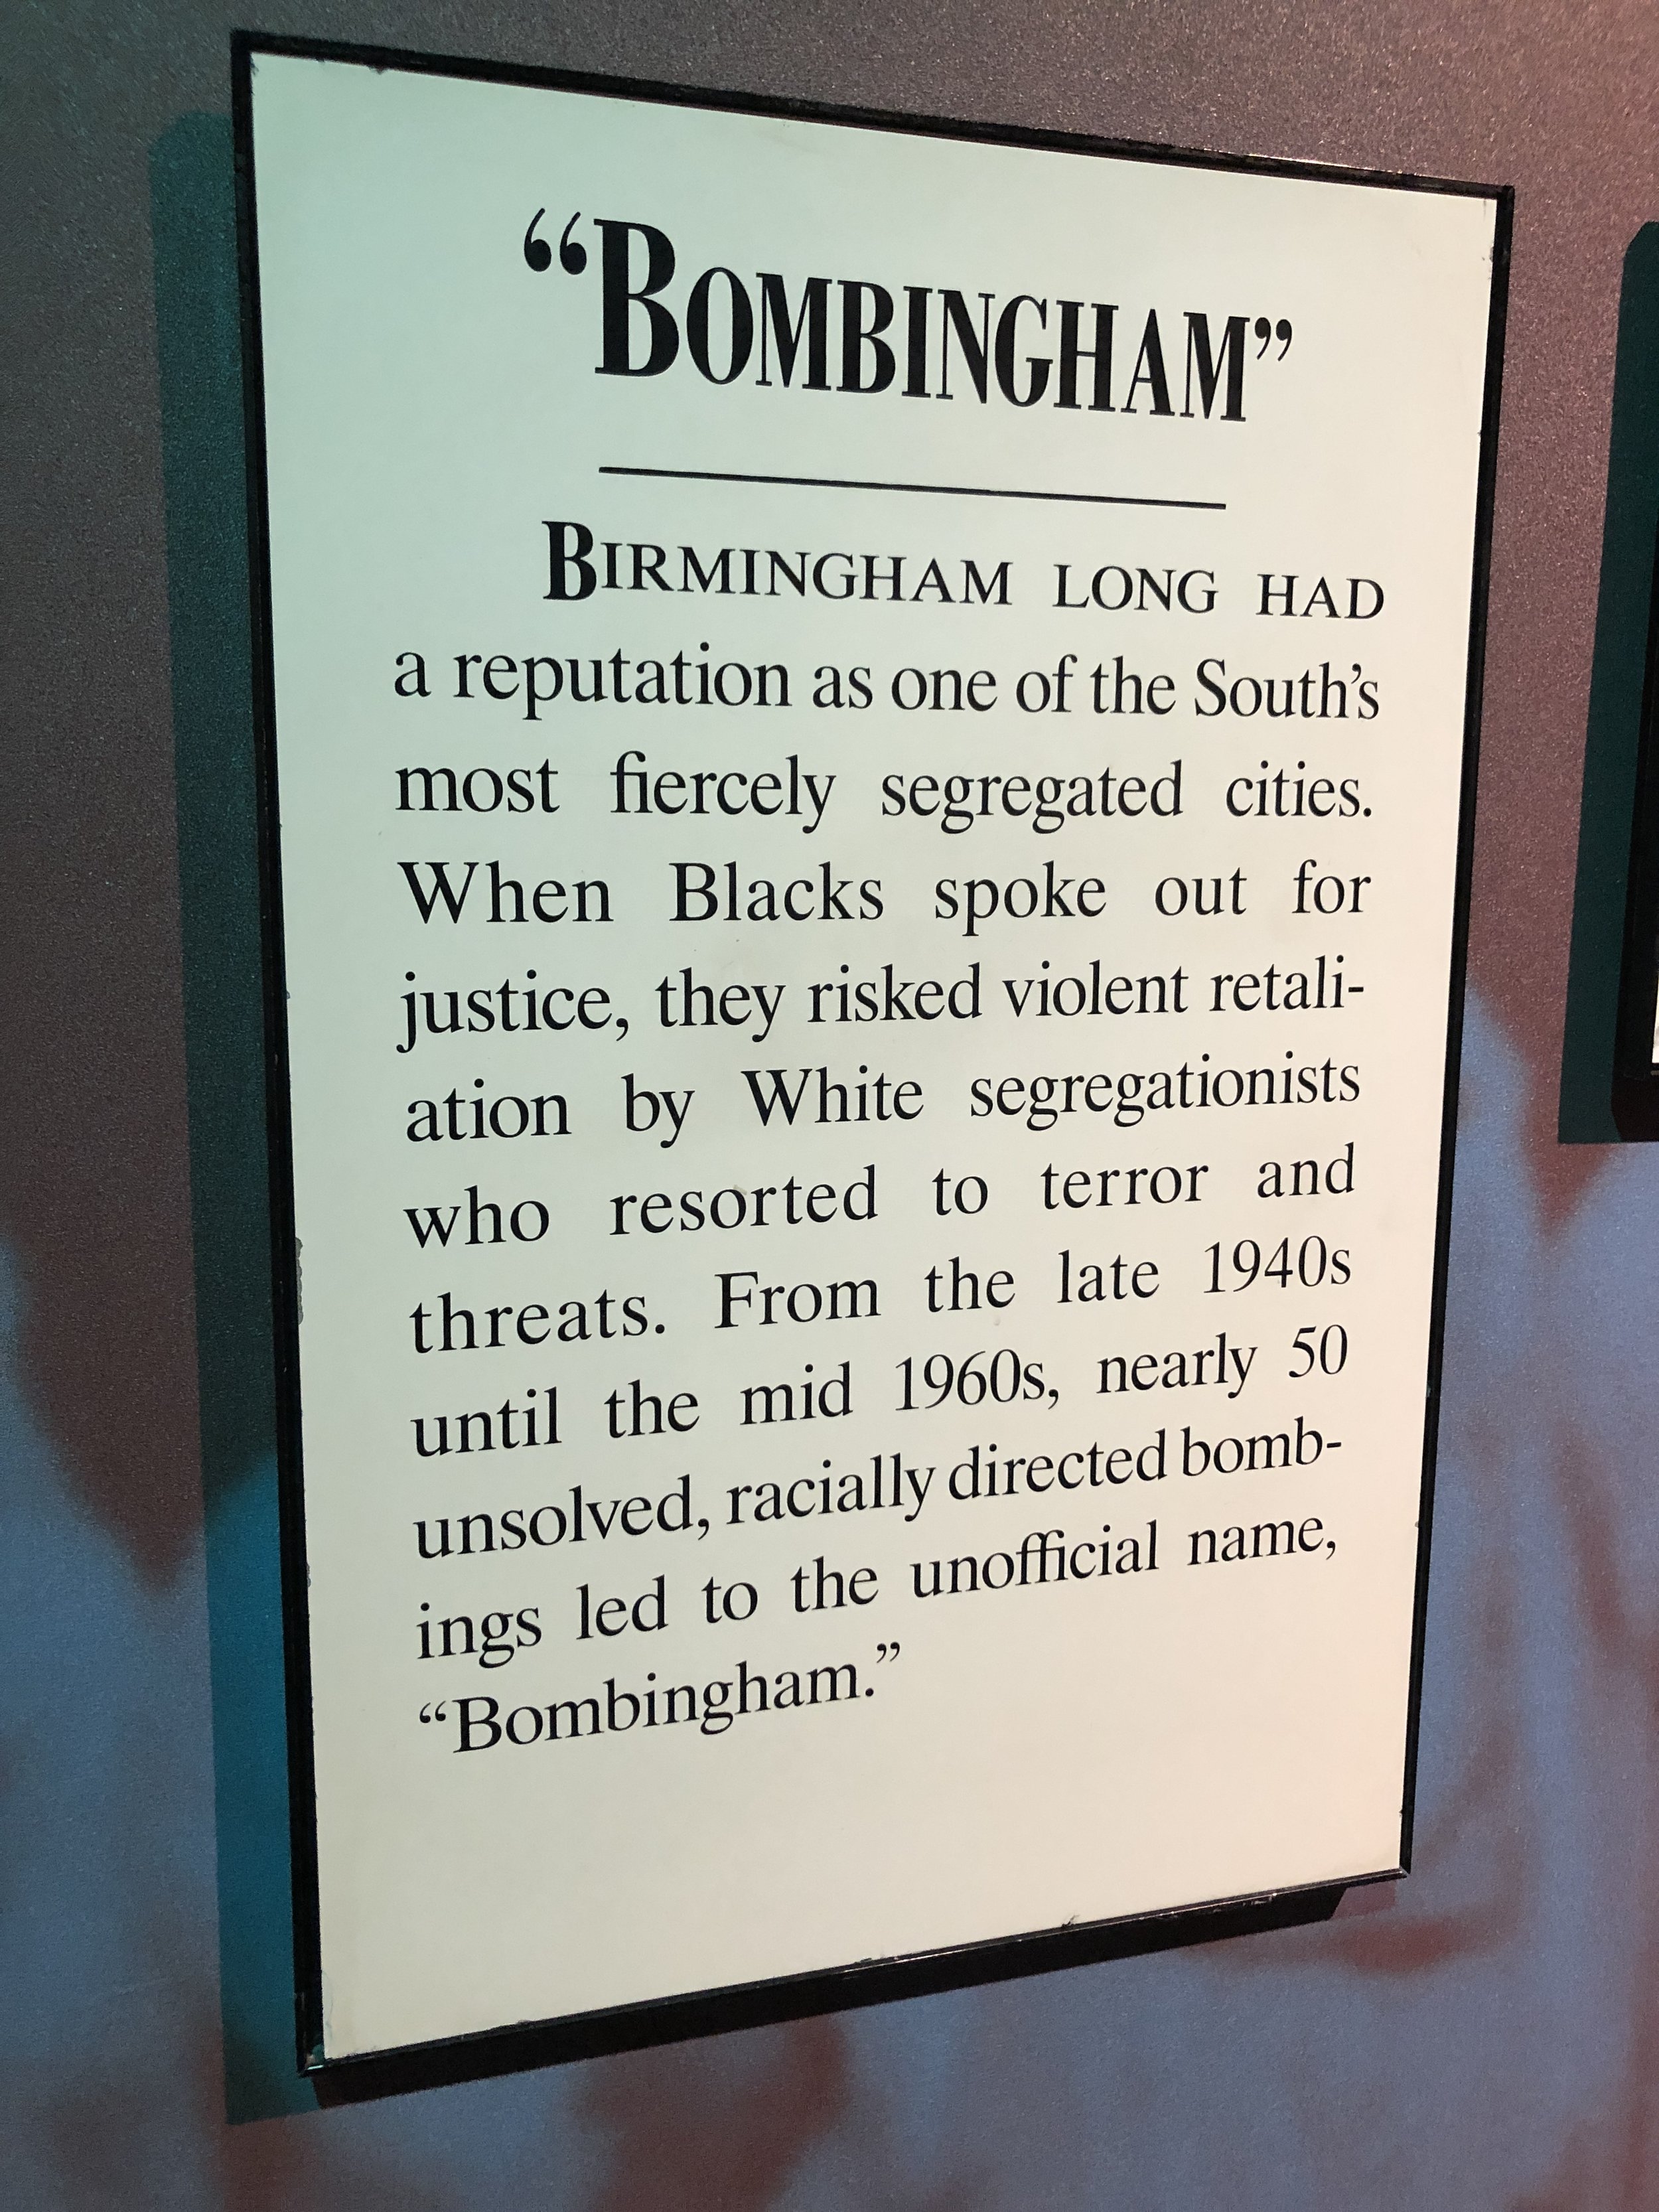 “BOMBINGHAM”
BIRMINGHAM LONG HAD
a reputation as one of the South’s
most fiercely segregated cities.
When Blacks spoke out for
justice, they risked violent retali-
ation by White segregationists
who resorted to terror and
threats. From the late 1940s
until the mid 1960s, nearly 50
unsolved, racially directed bomb-
ings led to the unofficial name,
“Bombingham.”